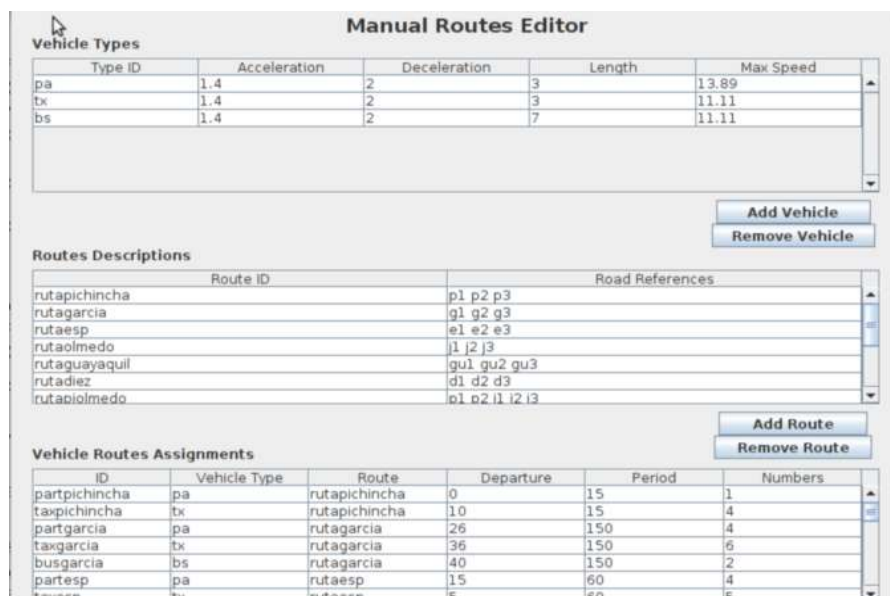 Manual Routes Editor
Vehicle Types
Type ID Acceleration Deceleration Length Max Speed
pa 1.4 2 3 13.89
tx 1.4 2 3 11.11
bs 1.4 2 7 11.11
Add Vehicle
Remove Vehicle
Routes Descriptions
Route ID Road References
rutapichincha p1 p2 p3
rutagarcia g1 g2 g3
rutaesp e1 e2 e3
rutaolmedo j1 j2 j3
rutaguayaquil gu1 gu2 gu3
rutadiez d1 d2 d3
rutapiolmedo p1 p2 j1 j2 j3
Add Route
Remove Route
Vehicle Routes Assignments
ID Vehicle Type Route Departure Period Numbers
partpichincha pa rutapichincha 0 15 1
taxpichincha tx rutapichincha 10 15 4
partgarcia pa rutagarcia 26 150 4
taxgarcia tx rutagarcia 36 150 6
busgarcia bs rutagarcia 40 150 2
partesp pa rutaesp 15 60 4